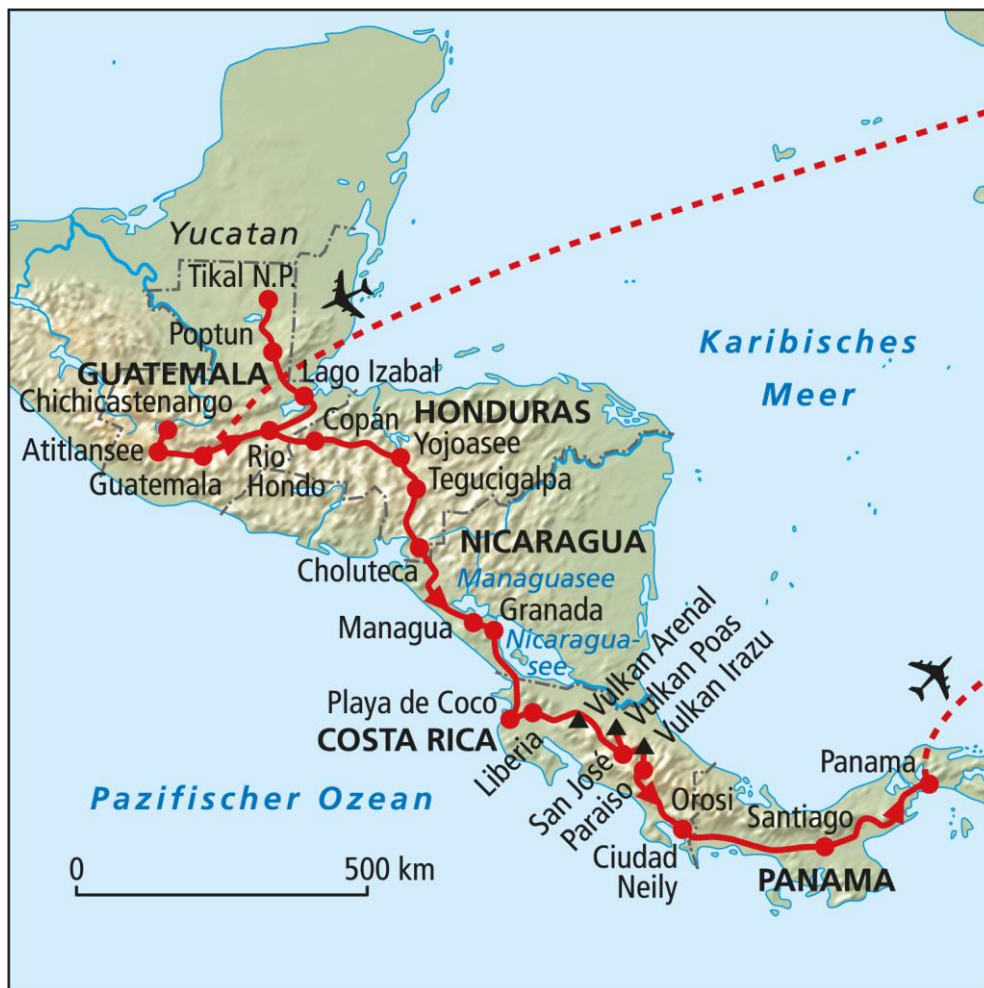 Yucatan
Tikal N.P.
Poptun
GUATEMALA
Lago Izabal
Chichicastenango
Copán
HONDURAS
Atitlansee
Rio
Hondo
Yojoasee
Guatemala
Tegucigalpa
Karibisches
Meer
NICARAGUA
Choluteca
Managuasee
Granada
Managua
Nicaragua-
see
Vulkan Arenal
Vulkan Poas
Vulkan Irazu
Playa de Coco
COSTA RICA
Liberia
San José
Paraiso
Orosi
Panama
Santiago
Pazifischer Ozean
Ciudad
Neily
PANAMA
0
500 km